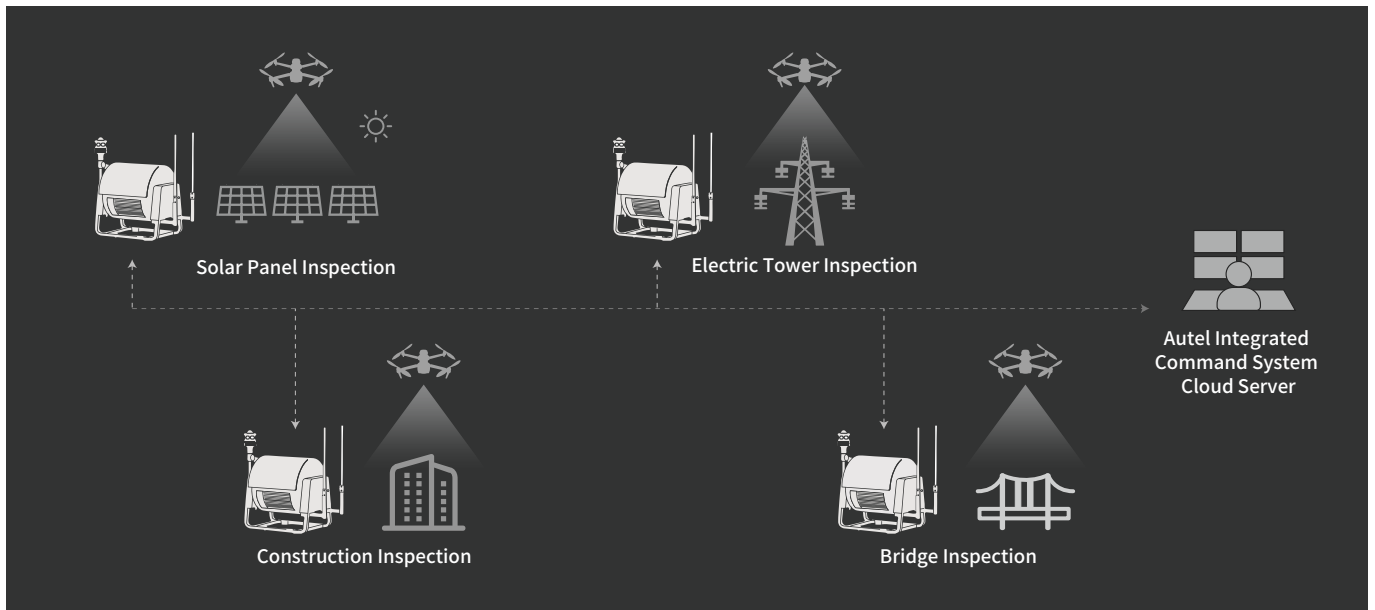 Solar Panel Inspection
Electric Tower Inspection
Autel Integrated
Command System
Cloud Server
Construction Inspection
Bridge Inspection